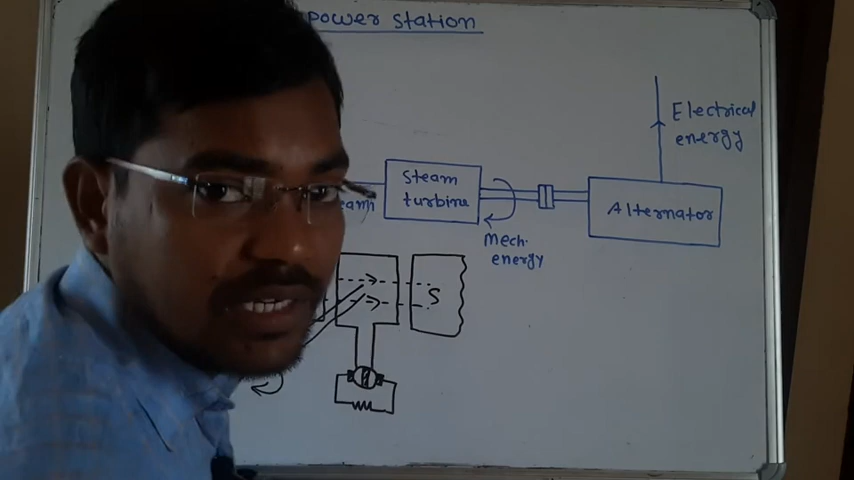 power station
Electrical
energy
Steam
turbine
Alternator
Mech.
energy
S